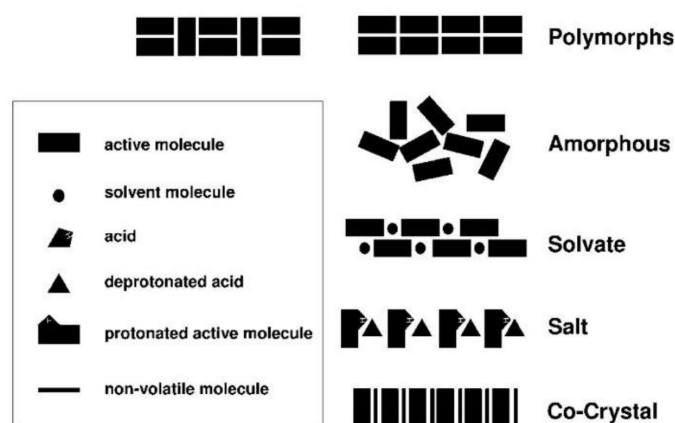 Polymorphs
Amorphous
Solvate
Salt
Co-Crystal
active molecule
solvent molecule
acid
deprotonated acid
protonated active molecule
non-volatile molecule